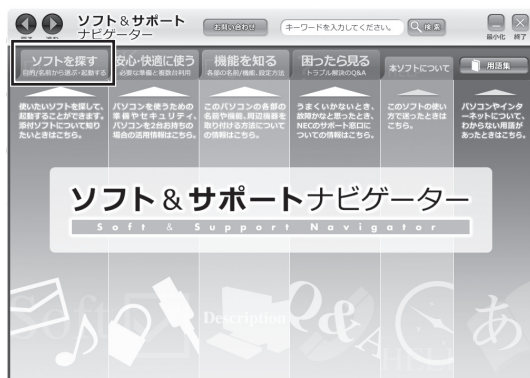 ソフト&サポート
ナビゲーター
お問い合わせ
キーワードを入力してください。
検索
最小化 終了
ソフトを探す
目的/名前から選ぶ・起動する
安心・快適に使う
必要な準備と複数台利用
機能を知る
各部の名前/機能、設定方法
困ったら見る
トラブル解決のQ&A
本ソフトについて
用語集
使いたいソフトを探して、
起動することができます。
添付ソフトについて知り
たいときはこちら。
パソコンを使うための
準備やセキュリティ、
パソコンを2台お持ちの
場合の活用情報はこちら。
このパソコンの各部の
名前や機能、周辺機器を
取り付ける方法について
の情報はこちら。
うまくいかないとき、
故障かなと思ったとき、
NECのサポート窓口に
ついての情報はこちら。
このソフトの使い
方で迷ったときは
こちら。
パソコンやインタ
ーネットについて、
わからない用語が
あったときはこちら。
ソフト&サポートナビゲーター
Soft & Support Navigator
Soft
Description
Q&A
HELP
あ